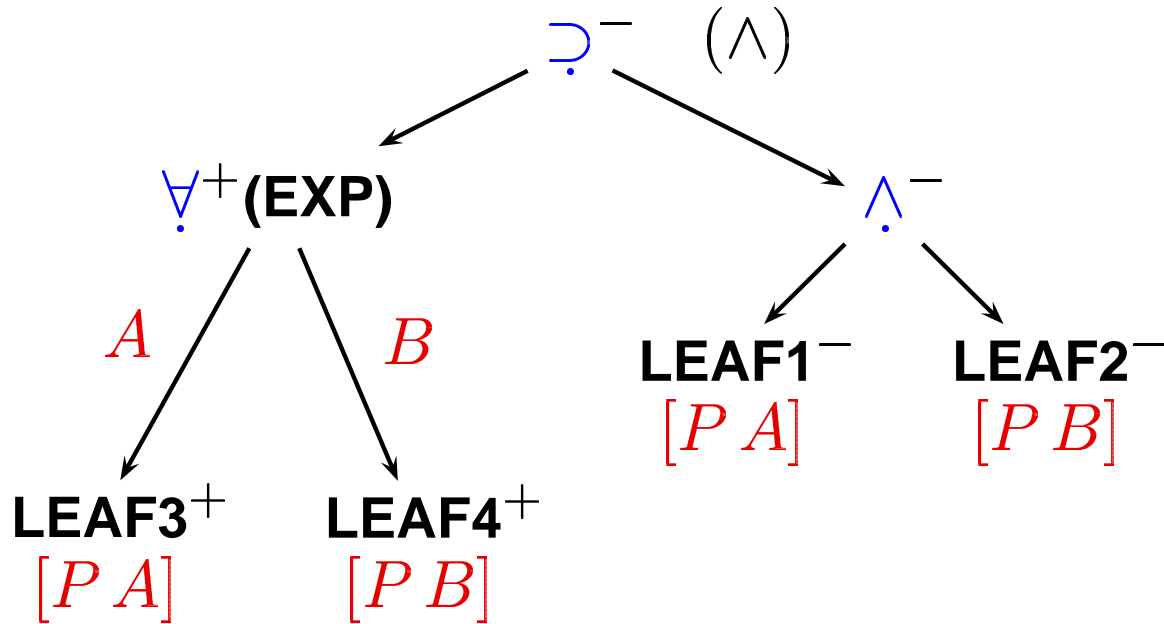 ⊃̣⁻ (∧)
∀̣⁺(EXP)
∧̣⁻
A
B
LEAF1⁻
LEAF2⁻
[P A]
[P B]
LEAF3⁺
LEAF4⁺
[P A]
[P B]